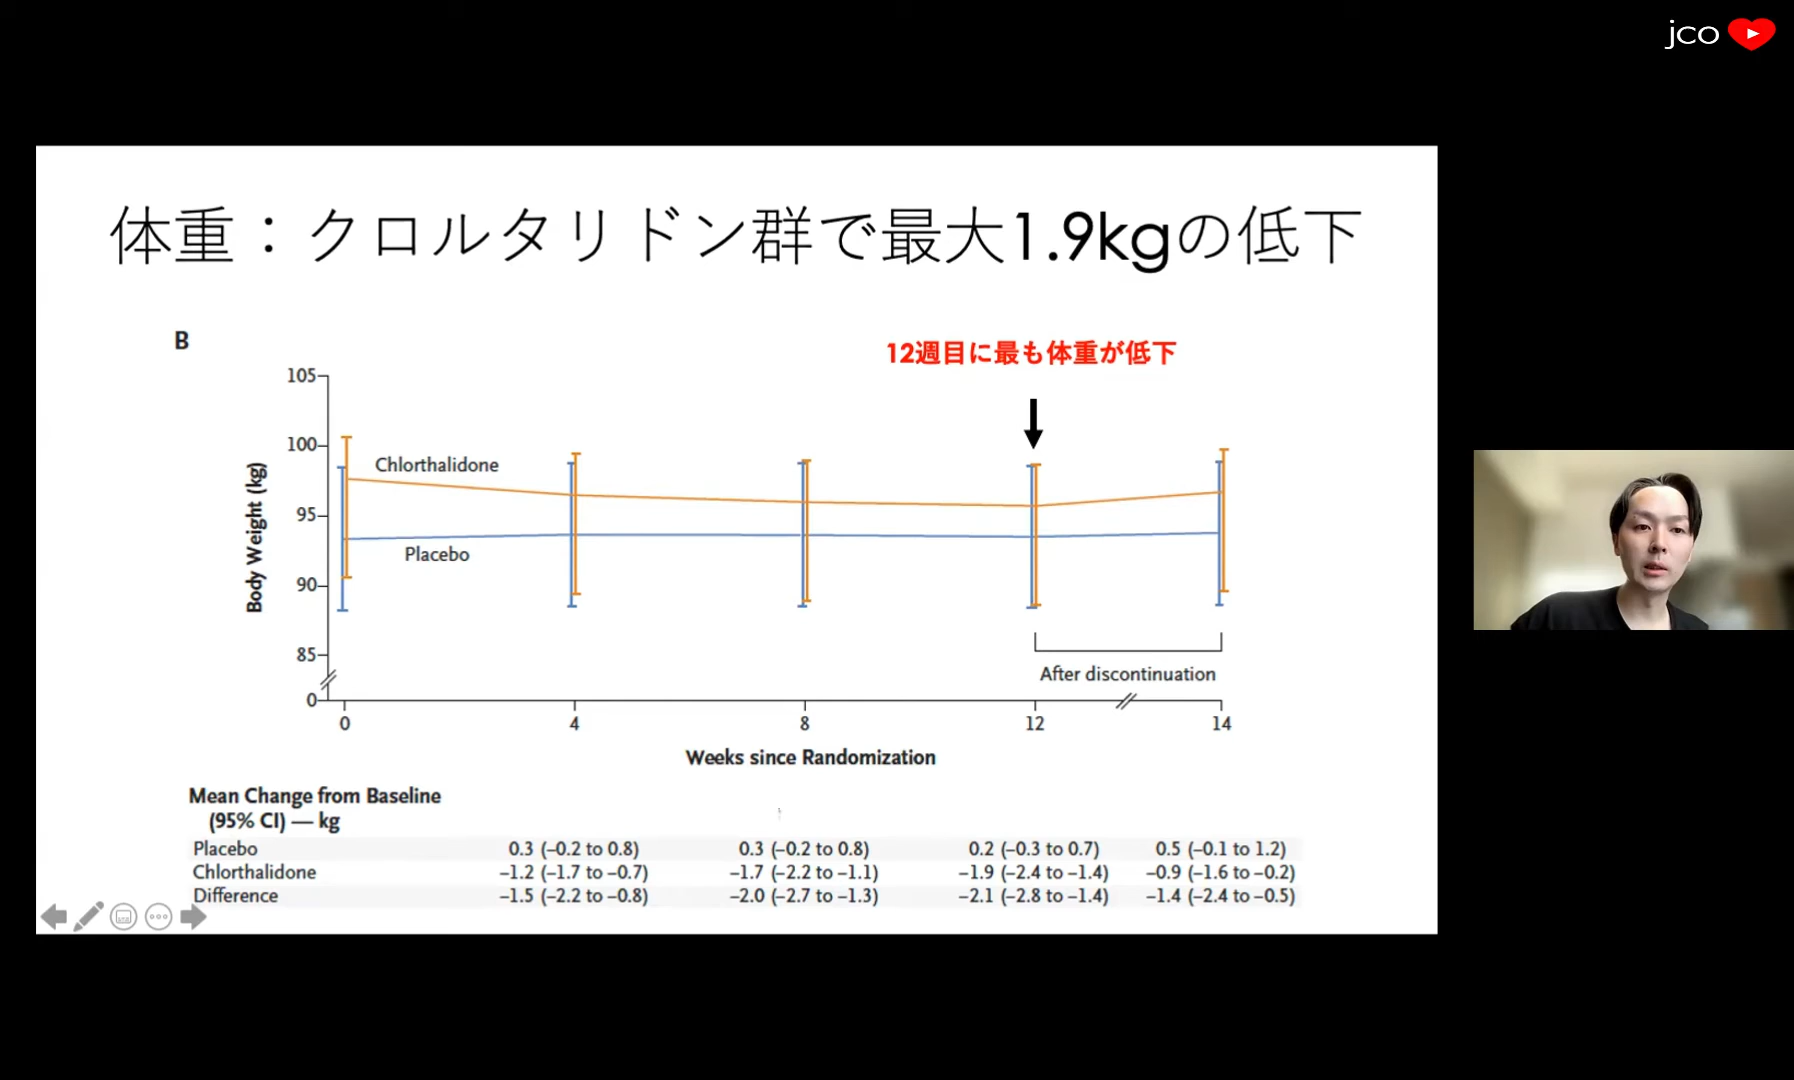 jco
体重：クロルタリドン群で最大1.9kgの低下
B
12週目に最も体重が低下
105
100
95
90
85
0
Body Weight (kg)
Chlorthalidone
Placebo
After discontinuation
0 4 8 12 14
Weeks since Randomization
Mean Change from Baseline
(95% CI) — kg
Placebo 0.3 (−0.2 to 0.8) 0.3 (−0.2 to 0.8) 0.2 (−0.3 to 0.7) 0.5 (−0.1 to 1.2)
Chlorthalidone −1.2 (−1.7 to −0.7) −1.7 (−2.2 to −1.1) −1.9 (−2.4 to −1.4) −0.9 (−1.6 to −0.2)
Difference −1.5 (−2.2 to −0.8) −2.0 (−2.7 to −1.3) −2.1 (−2.8 to −1.4) −1.4 (−2.4 to −0.5)